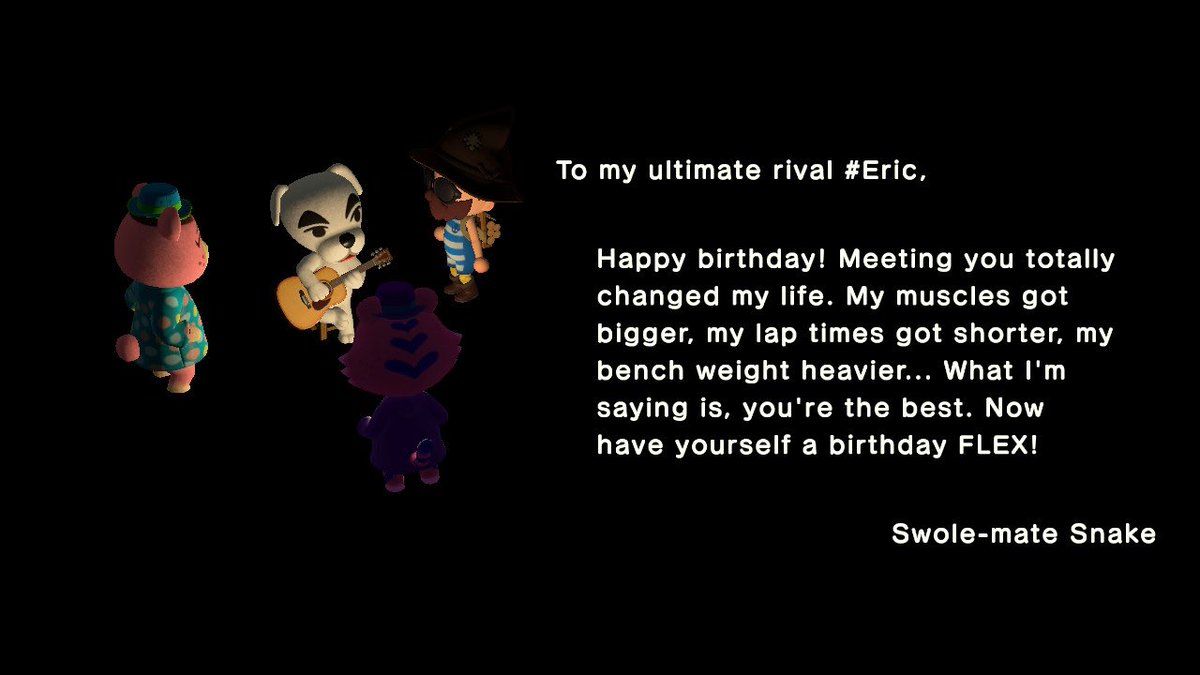 To my ultimate rival #Eric,
Happy birthday! Meeting you totally
changed my life. My muscles got
bigger, my lap times got shorter, my
bench weight heavier... What I'm
saying is, you're the best. Now
have yourself a birthday FLEX!
Swole-mate Snake